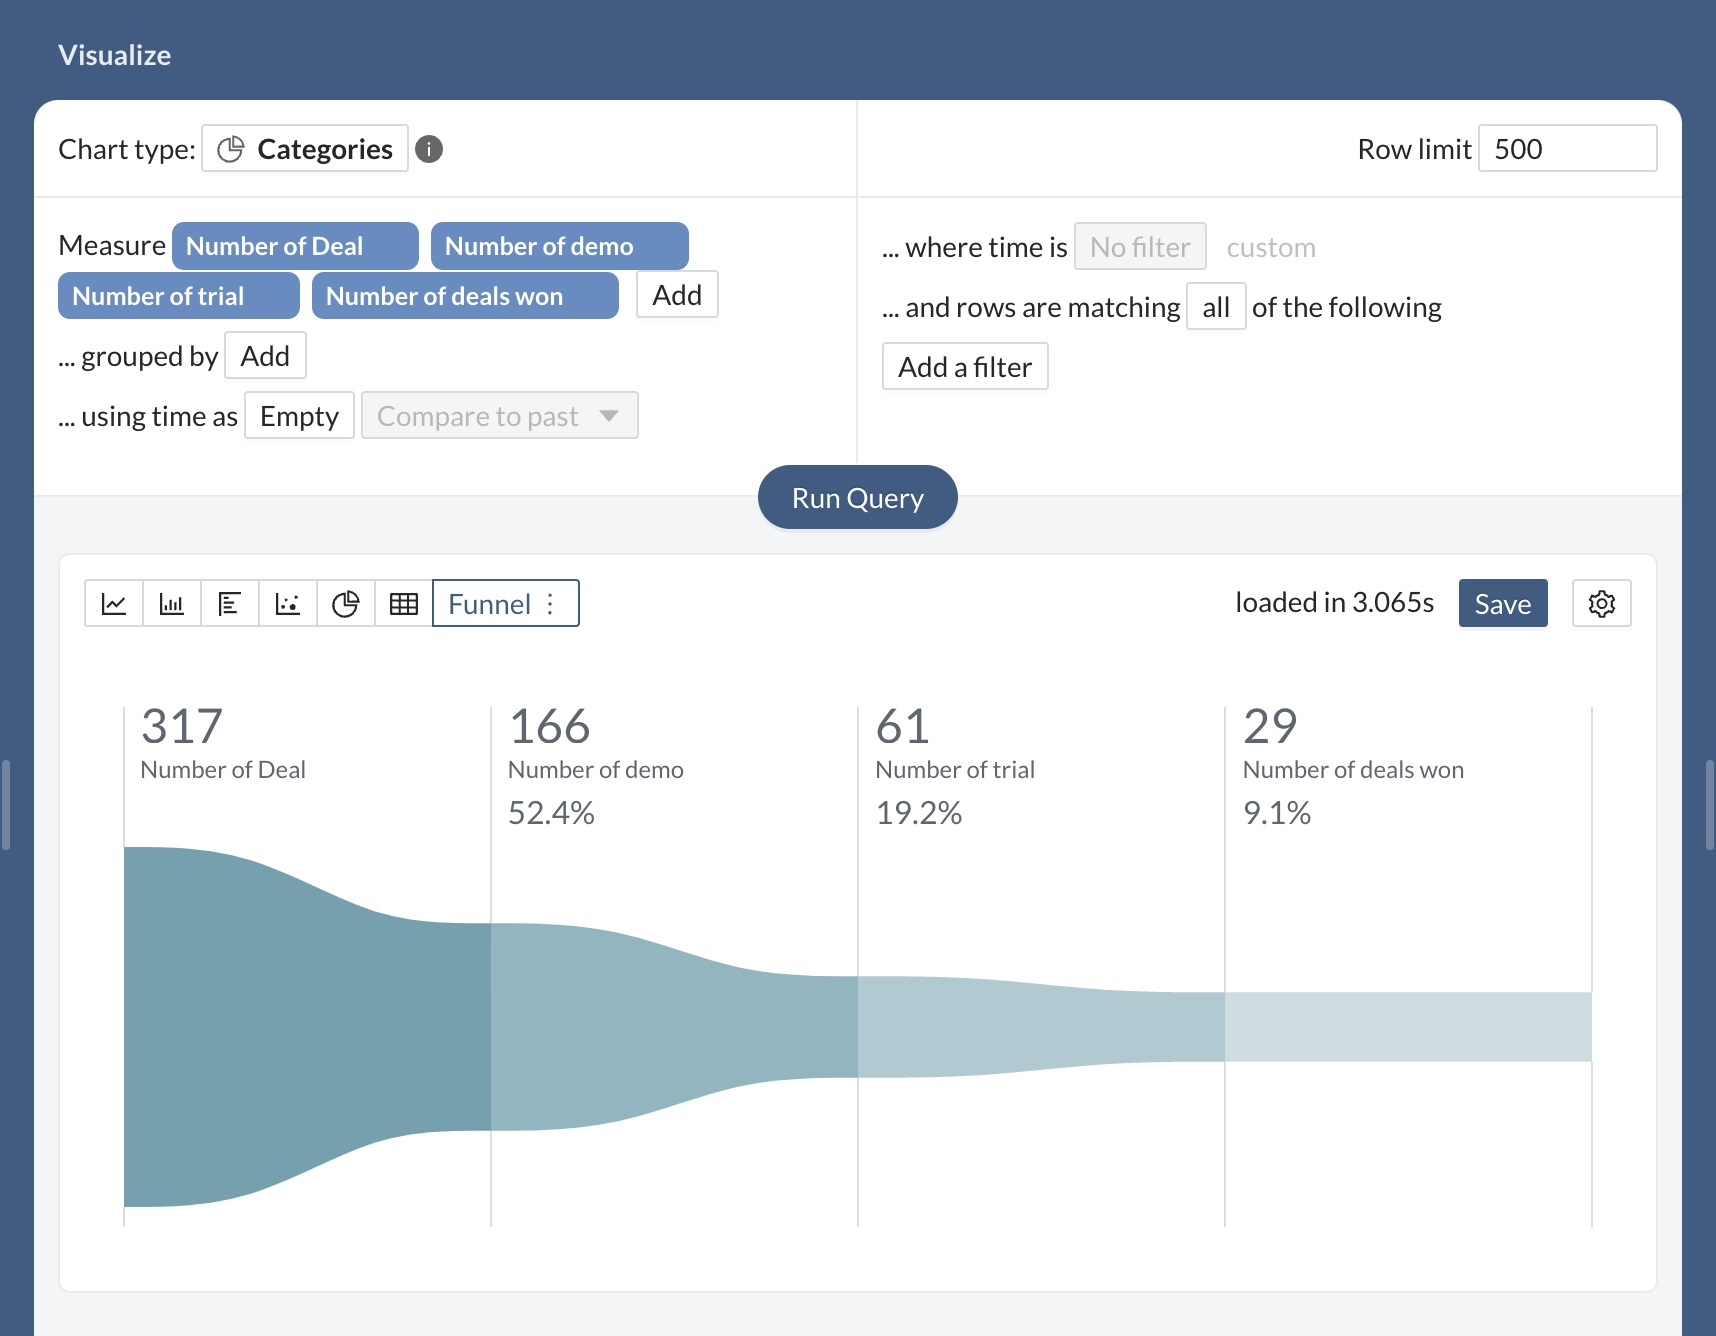 Visualize
Chart type: Categories i
Row limit 500
Measure Number of Deal Number of demo
Number of trial Number of deals won Add
... grouped by Add
... using time as Empty Compare to past
... where time is No filter custom
... and rows are matching all of the following
Add a filter
Run Query
Funnel
loaded in 3.065s Save
317
Number of Deal
166
Number of demo
52.4%
61
Number of trial
19.2%
29
Number of deals won
9.1%